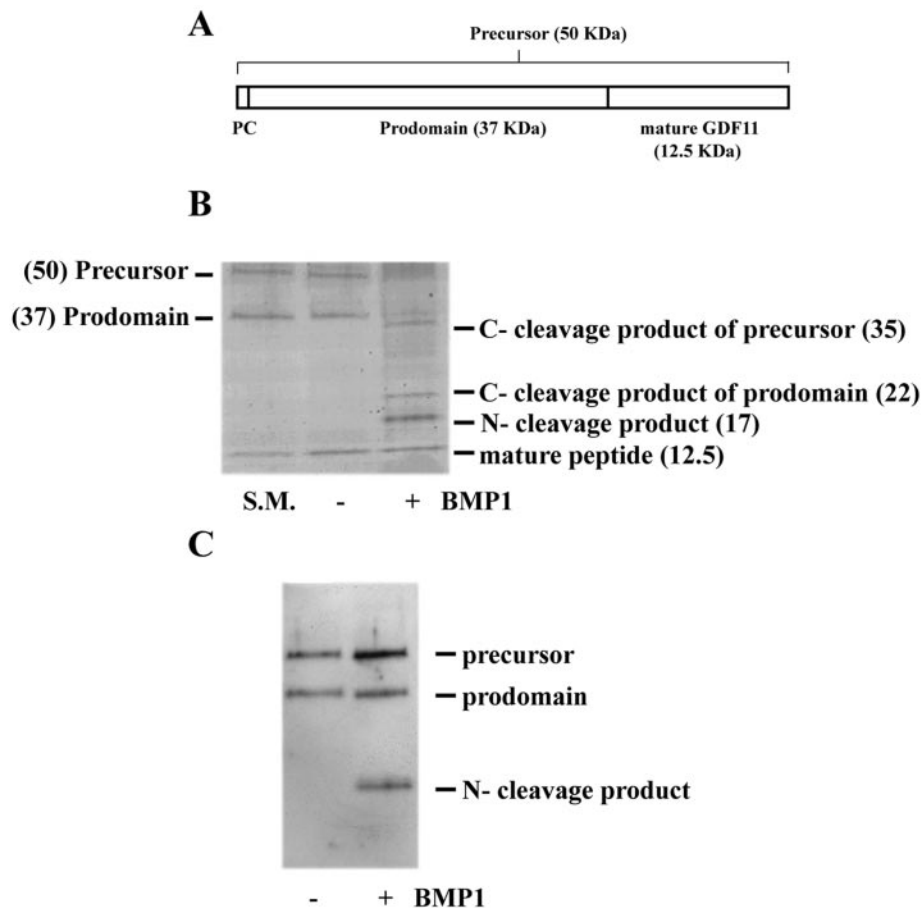 A
Precursor (50 KDa)
PC
Prodomain (37 KDa)
mature GDF11
(12.5 KDa)
B
(50) Precursor
(37) Prodomain
C- cleavage product of precursor (35)
C- cleavage product of prodomain (22)
N- cleavage product (17)
mature peptide (12.5)
S.M. - + BMP1
C
precursor
prodomain
N- cleavage product
- + BMP1